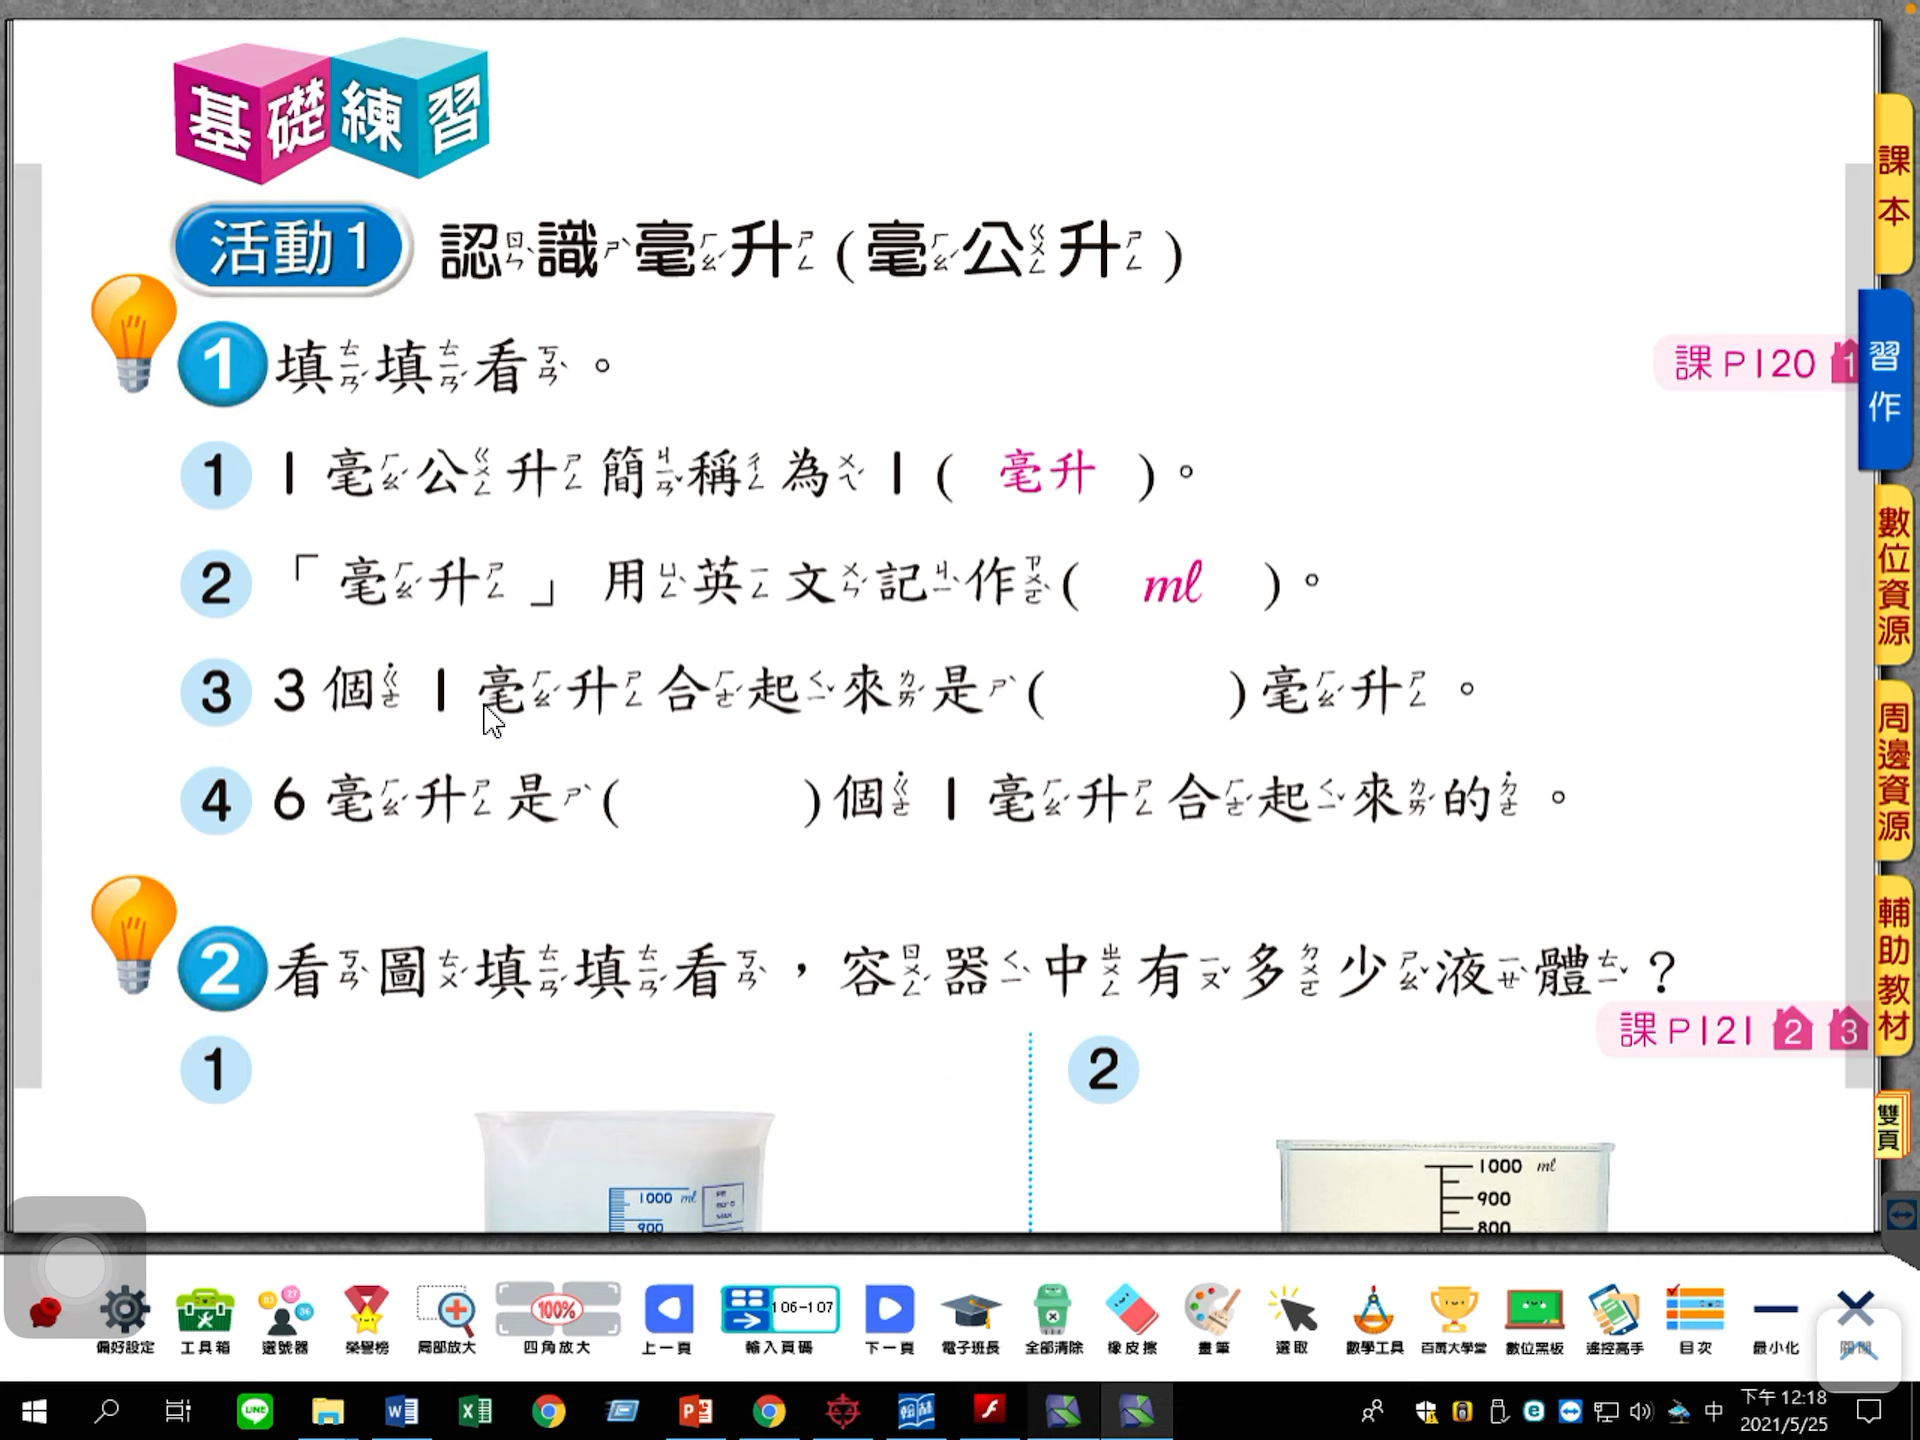 基礎練習
活動1 認識毫升(毫公升)
1 填填看。
課P120 1
1 1毫公升簡稱為1( 毫升 )。
2 「毫升」用英文記作( mℓ )。
3 3個1毫升合起來是( )毫升。
4 6毫升是( )個1毫升合起來的。
2 看圖填填看，容器中有多少液體？
課P121 2 3
1
2
1000 mℓ
900
1000 mℓ
900
800
課本
習作
數位資源
周邊資源
輔助教材
雙頁
100%
106-107
偏好設定 工具箱 選號器 榮譽榜 局部放大 四角放大 上一頁 輸入頁碼 下一頁 電子班長 全部清除 橡皮擦 畫筆 選取 數學工具 百萬大學堂 數位黑板 遙控高手 目次 最小化
LINE
中
下午 12:18
2021/5/25